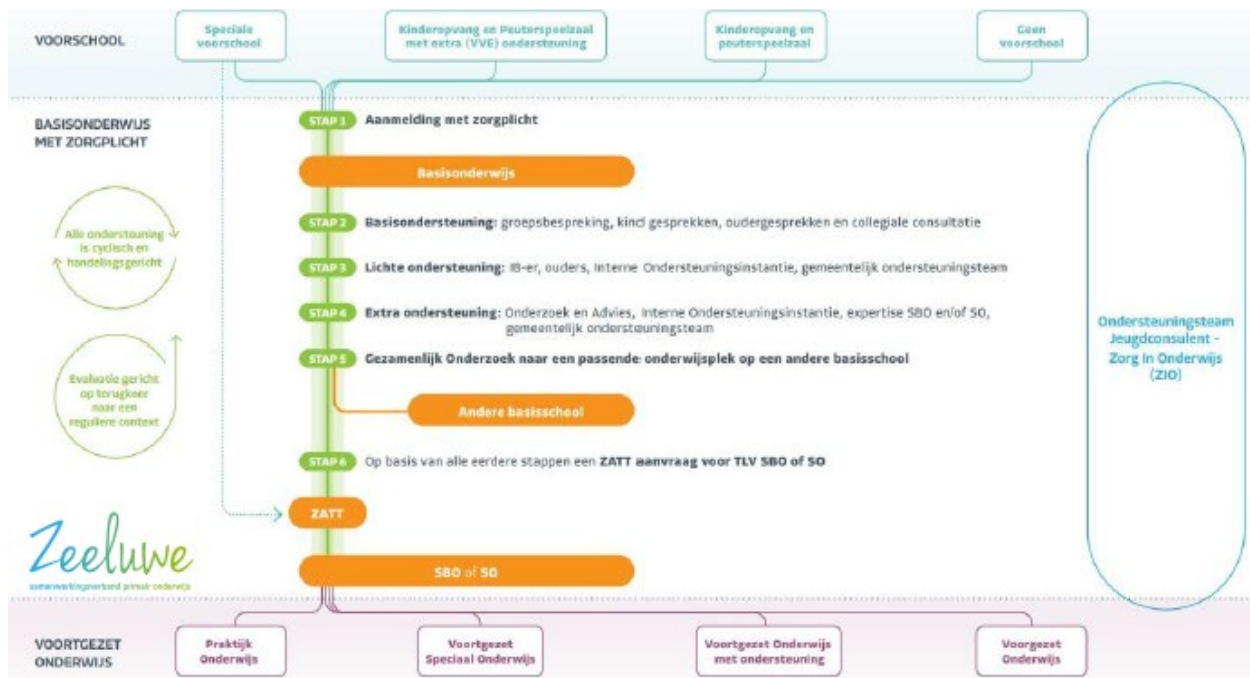 VOORSCHOOL
Speciale
voorschool
Kinderopvang en Peuterspeelzaal
met extra (VVE) ondersteuning
Kinderopvang en
peuterspeelzaal
Geen
voorschool
BASISONDERWIJS
MET ZORGPLICHT
STAP 1 Aanmelding met zorgplicht
Basisonderwijs
STAP 2 Basisondersteuning: groepsbespreking, kind gesprekken, oudergesprekken en collegiale consultatie
Alle ondersteuning
is cyclisch en
handelingsgericht
STAP 3 Lichte ondersteuning: IB-er, ouders, Interne Ondersteuningsinstantie, gemeentelijk ondersteuningsteam
STAP 4 Extra ondersteuning: Onderzoek en Advies, Interne Ondersteuningsinstantie, expertise SBO en/of SO,
gemeentelijk ondersteuningsteam
STAP 5 Gezamenlijk Onderzoek naar een passende onderwijsplek op een andere basisschool
Evaluatie gericht
op terugkeer
naar een
reguliere context
Andere basisschool
STAP 6 Op basis van alle eerdere stappen een ZATT aanvraag voor TLV SBO of SO
ZATT
SBO of SO
Ondersteuningsteam
Jeugdconsulent -
Zorg In Onderwijs
(ZIO)
Zeeluwe
samenwerkingsverband primair onderwijs
VOORTGEZET
ONDERWIJS
Praktijk
Onderwijs
Voortgezet
Speciaal Onderwijs
Voortgezet Onderwijs
met ondersteuning
Voorgezet
Onderwijs